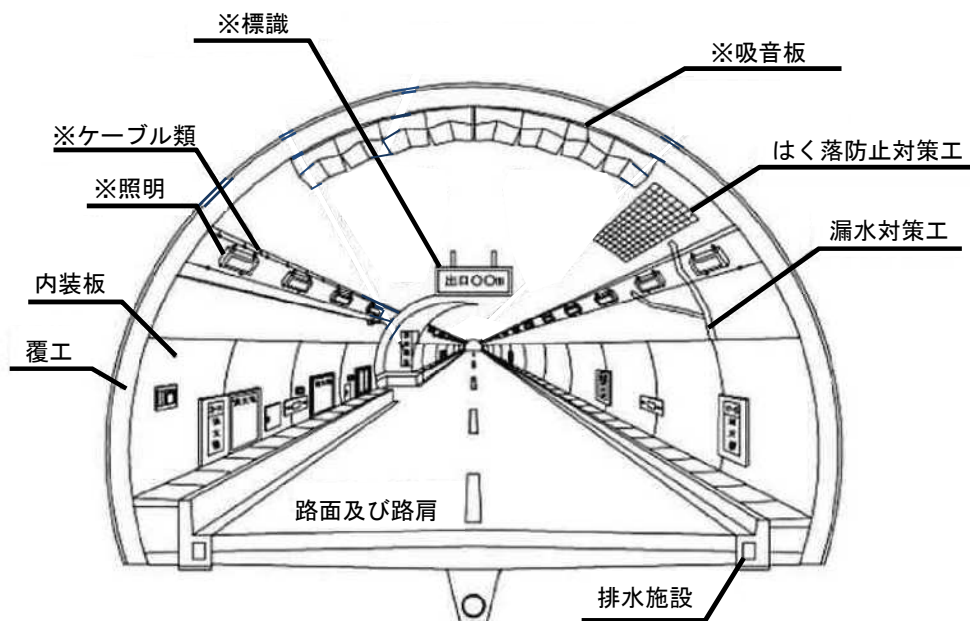 ※標識
※吸音板
※ケーブル類
はく落防止対策工
※照明
漏水対策工
出口〇〇m
内装板
覆工
路面及び路肩
排水施設